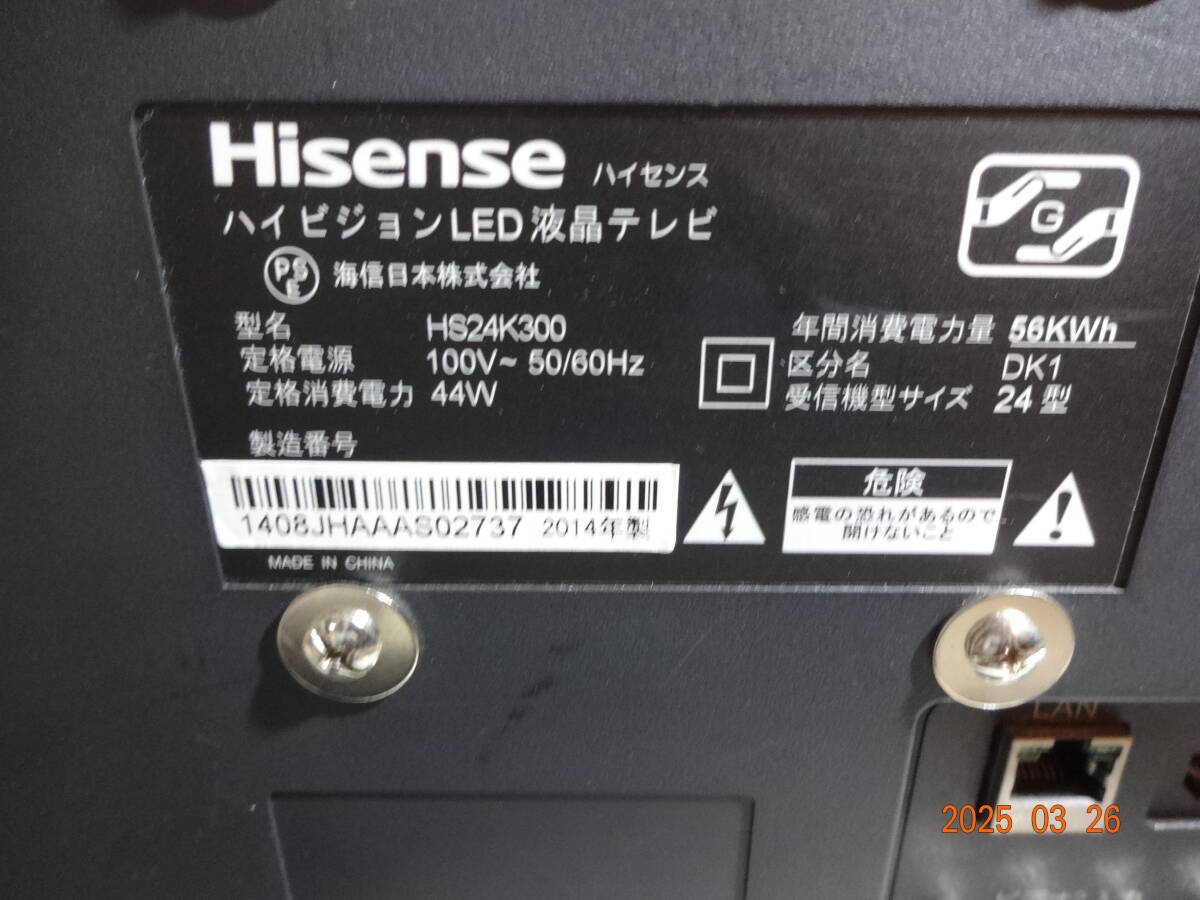 Hisense ハイセンス
ハイビジョンLED液晶テレビ
PSE 海信日本株式会社
型名 HS24K300
定格電源 100V~ 50/60Hz
定格消費電力 44W
G
年間消費電力量 56KWh
区分名 DK1
受信機型サイズ 24型
製造番号
1408JHAAAS02737 2014年製
MADE IN CHINA
危険
感電の恐れがあるので
開けないこと
LAN
2025 03 26